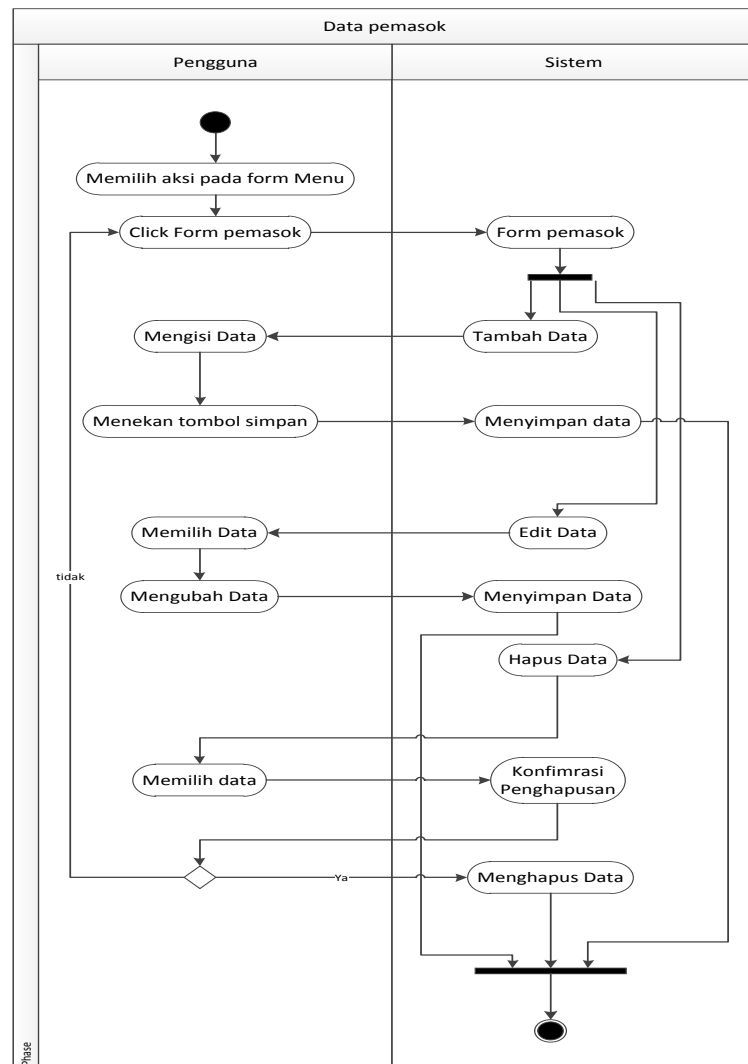 Data pemasok
Pengguna
Sistem
Memilih aksi pada form Menu
Click Form pemasok
Form pemasok
Mengisi Data
Tambah Data
Menekan tombol simpan
Menyimpan data
Memilih Data
Edit Data
tidak
Mengubah Data
Menyimpan Data
Hapus Data
Memilih data
Konfimrasi
Penghapusan
Ya
Menghapus Data
Phase